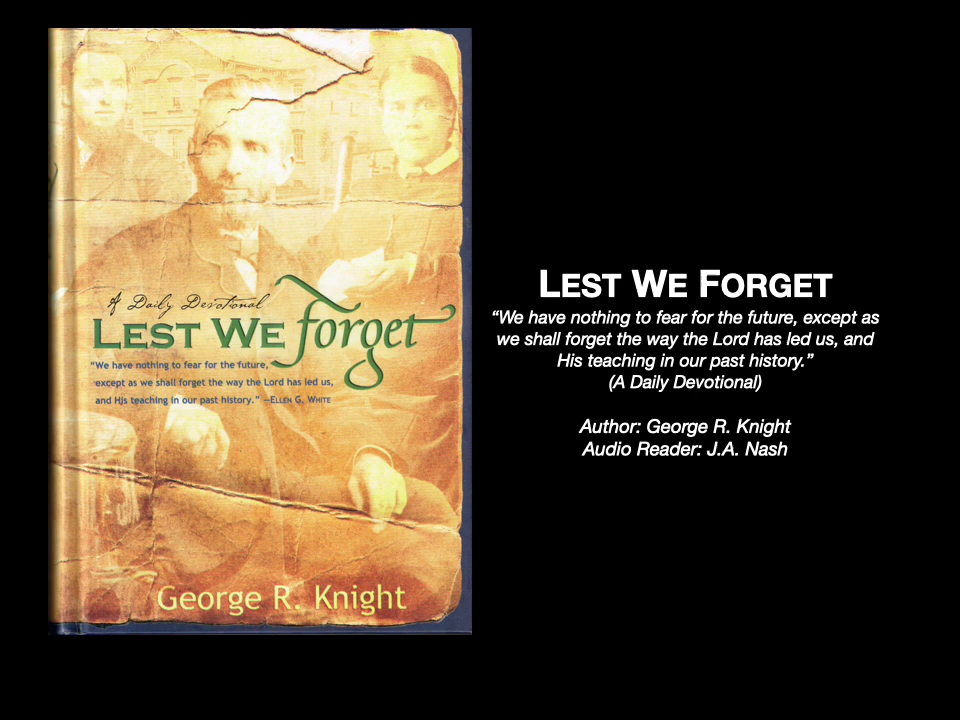 A Daily Devotional
LEST WE forget
“We have nothing to fear for the future,
except as we shall forget the way the Lord has led us,
and His teaching in our past history.” —ELLEN G. WHITE
George R. Knight
LEST WE FORGET
“We have nothing to fear for the future, except as
we shall forget the way the Lord has led us, and
His teaching in our past history.”
(A Daily Devotional)
Author: George R. Knight
Audio Reader: J.A. Nash